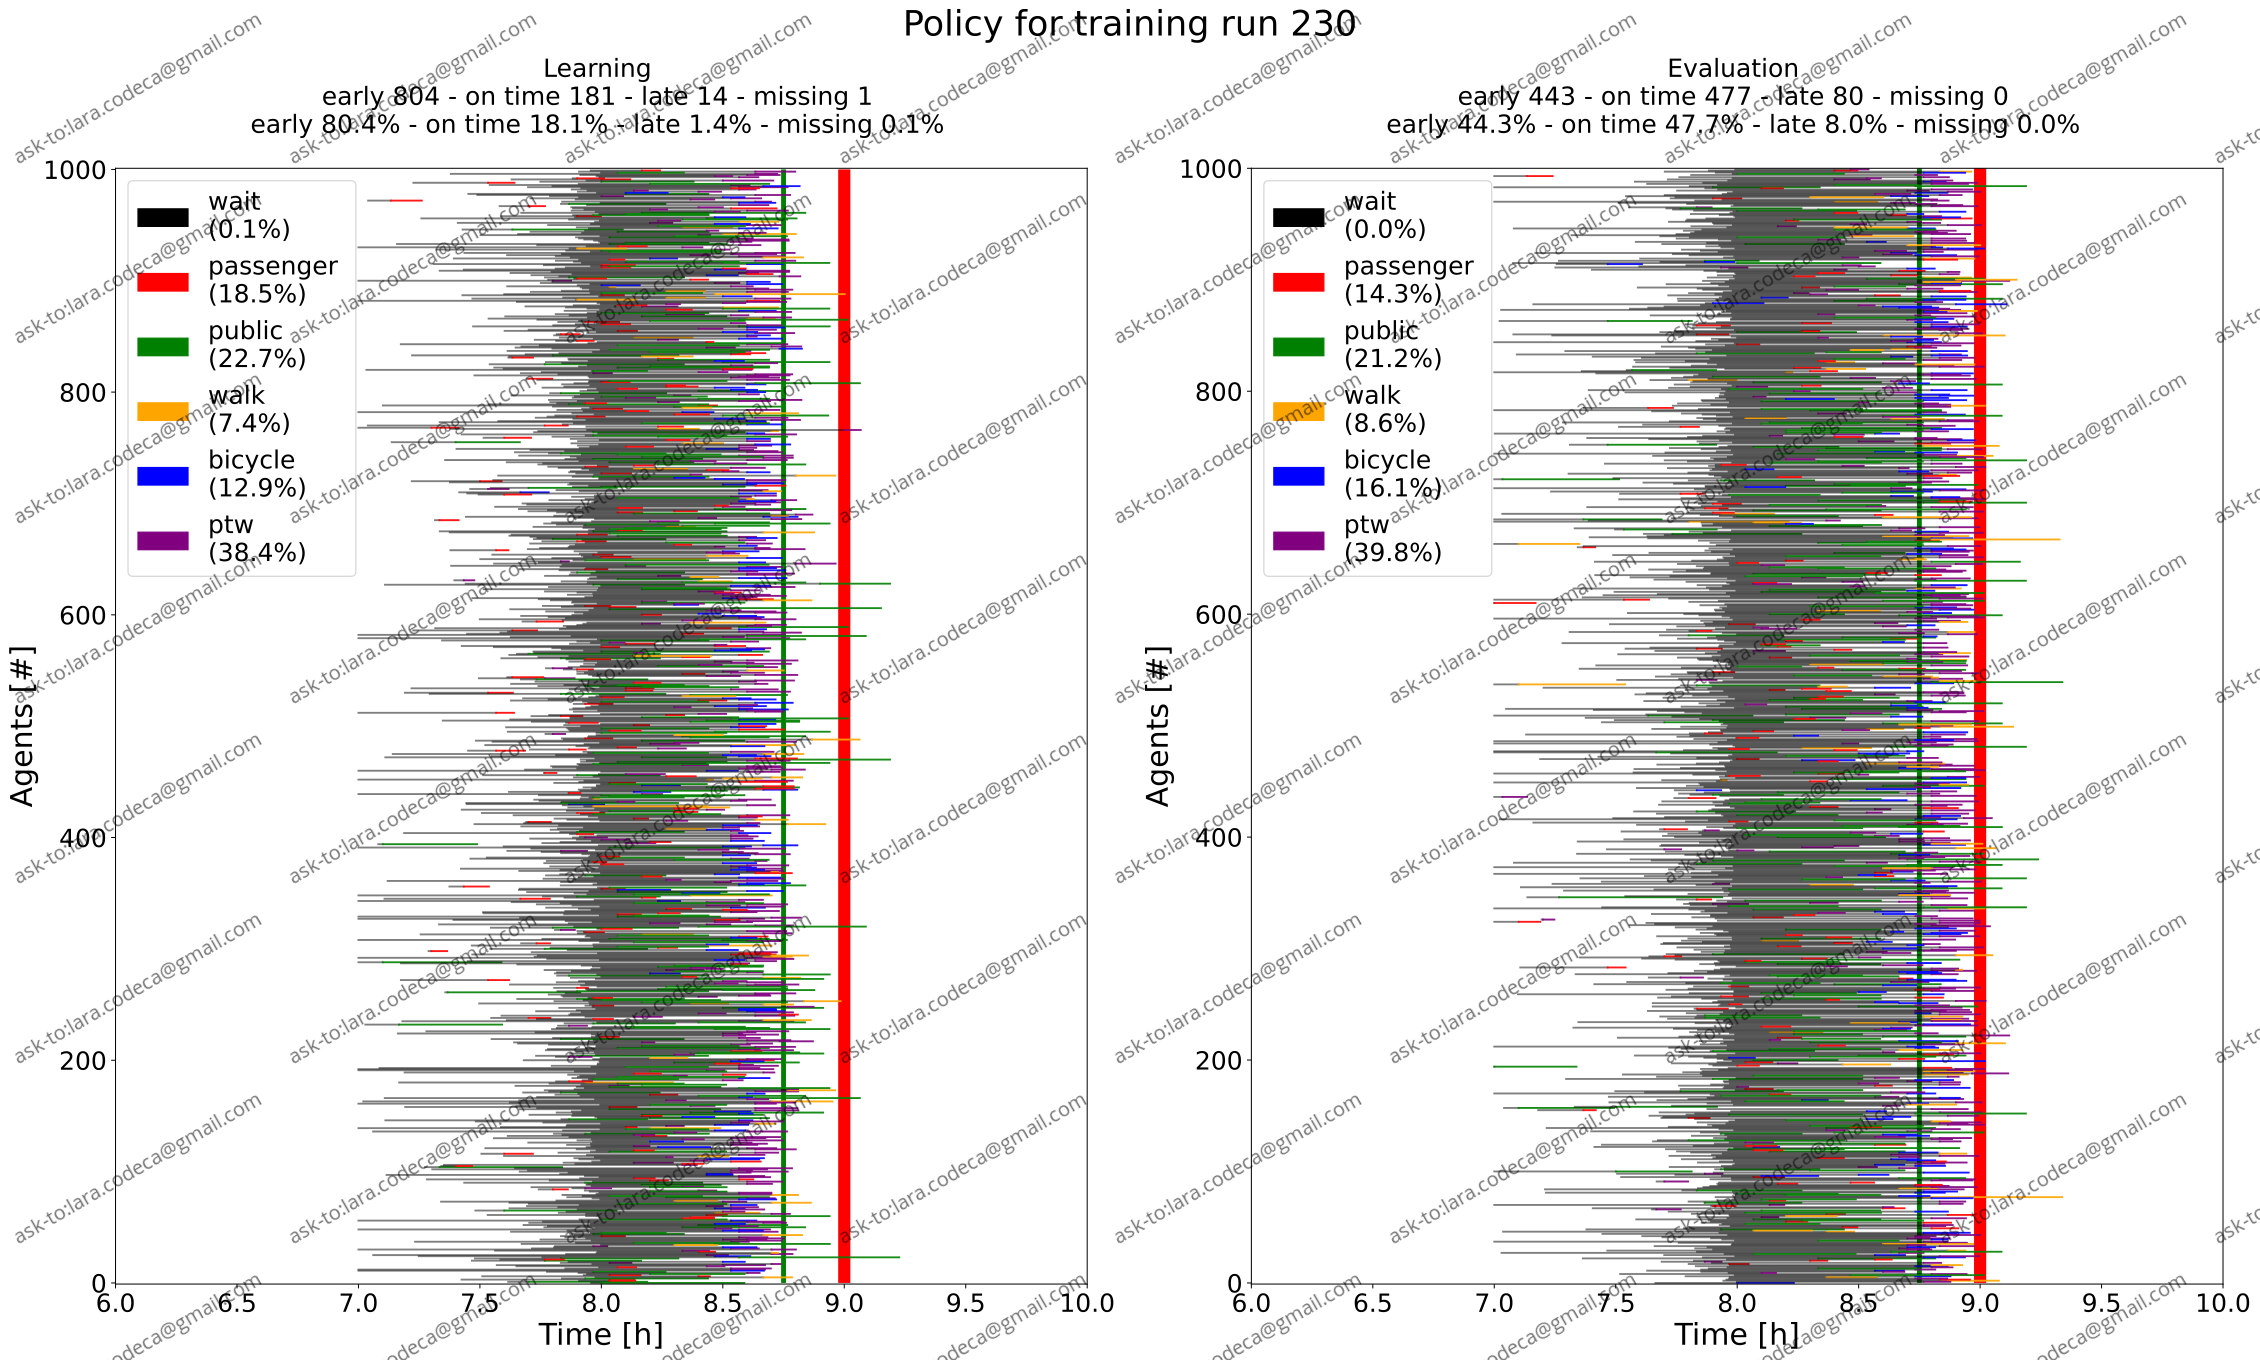 Policy for training run 230
Learning
early 804 - on time 181 - late 14 - missing 1
early 80.4% - on time 18.1% - late 1.4% - missing 0.1%
1000
800
600
400
200
0
Agents [#]
wait
(0.1%)
passenger
(18.5%)
public
(22.7%)
walk
(7.4%)
bicycle
(12.9%)
ptw
(38.4%)
6.0 6.5 7.0 7.5 8.0 8.5 9.0 9.5 10.0
Time [h]
Evaluation
early 443 - on time 477 - late 80 - missing 0
early 44.3% - on time 47.7% - late 8.0% - missing 0.0%
1000
800
600
400
200
0
Agents [#]
wait
(0.0%)
passenger
(14.3%)
public
(21.2%)
walk
(8.6%)
bicycle
(16.1%)
ptw
(39.8%)
6.0 6.5 7.0 7.5 8.0 8.5 9.0 9.5 10.0
Time [h]
ask-to:lara.codeca@gmail.com